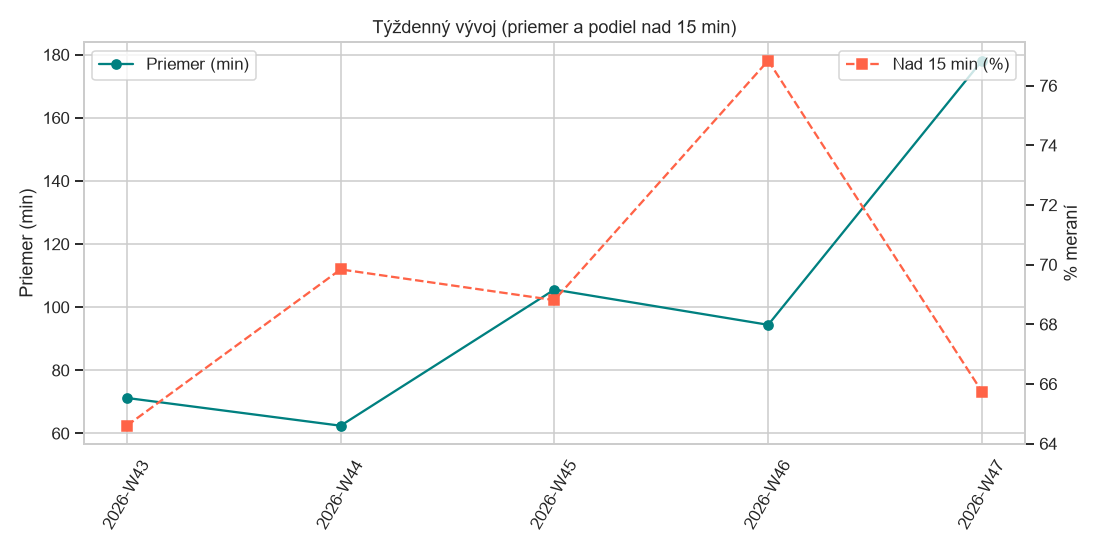 Týždenný vývoj (priemer a podiel nad 15 min)
Priemer (min)
Nad 15 min (%)
Priemer (min)
180
160
140
120
100
80
60
% meraní
76
74
72
70
68
66
64
2026-W43
2026-W44
2026-W45
2026-W46
2026-W47